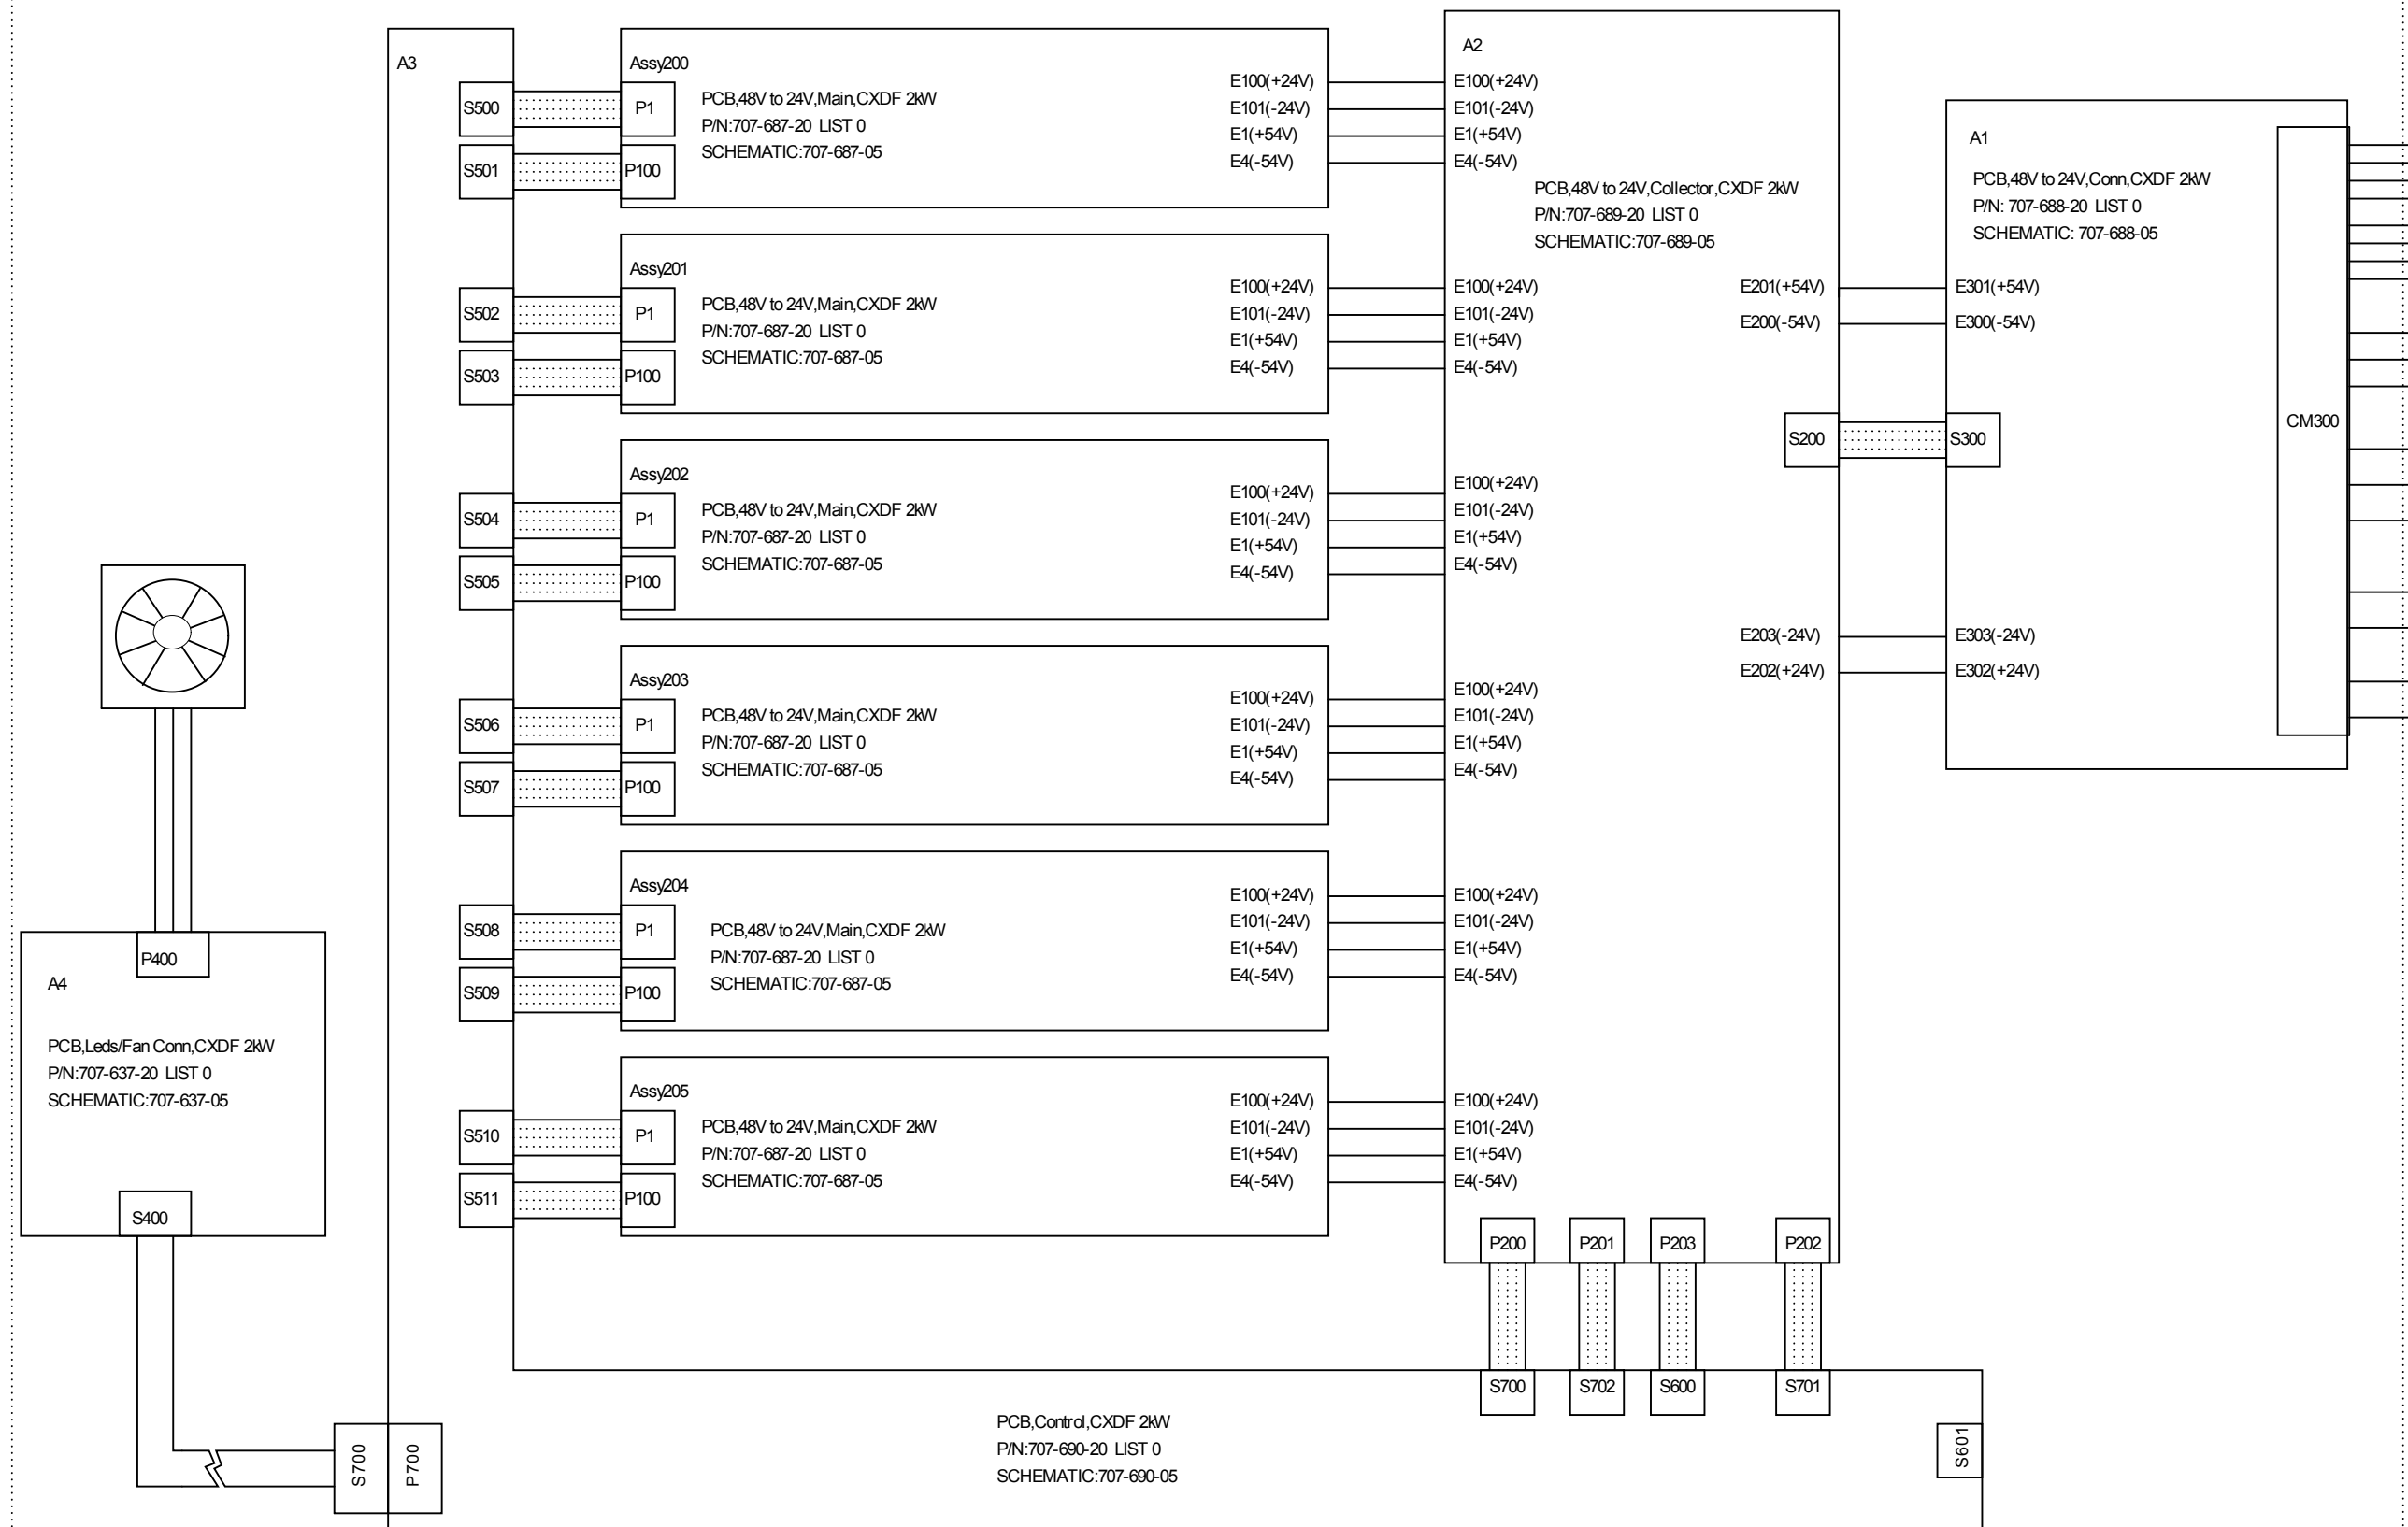 A3
S500
S501
S502
S503
S504
S505
S506
S507
S508
S509
S510
S511
Assy200
P1
P100
PCB,48V to 24V,Main,CXDF 2kW
P/N:707-687-20 LIST 0
SCHEMATIC:707-687-05
E100(+24V)
E101(-24V)
E1(+54V)
E4(-54V)
Assy201
P1
P100
PCB,48V to 24V,Main,CXDF 2kW
P/N:707-687-20 LIST 0
SCHEMATIC:707-687-05
E100(+24V)
E101(-24V)
E1(+54V)
E4(-54V)
Assy202
P1
P100
PCB,48V to 24V,Main,CXDF 2kW
P/N:707-687-20 LIST 0
SCHEMATIC:707-687-05
E100(+24V)
E101(-24V)
E1(+54V)
E4(-54V)
Assy203
P1
P100
PCB,48V to 24V,Main,CXDF 2kW
P/N:707-687-20 LIST 0
SCHEMATIC:707-687-05
E100(+24V)
E101(-24V)
E1(+54V)
E4(-54V)
Assy204
P1
P100
PCB,48V to 24V,Main,CXDF 2kW
P/N:707-687-20 LIST 0
SCHEMATIC:707-687-05
E100(+24V)
E101(-24V)
E1(+54V)
E4(-54V)
Assy205
P1
P100
PCB,48V to 24V,Main,CXDF 2kW
P/N:707-687-20 LIST 0
SCHEMATIC:707-687-05
E100(+24V)
E101(-24V)
E1(+54V)
E4(-54V)
A2
E100(+24V)
E101(-24V)
E1(+54V)
E4(-54V)
PCB,48V to 24V,Collector,CXDF 2kW
P/N:707-689-20 LIST 0
SCHEMATIC:707-689-05
E100(+24V)
E101(-24V)
E1(+54V)
E4(-54V)
E100(+24V)
E101(-24V)
E1(+54V)
E4(-54V)
E100(+24V)
E101(-24V)
E1(+54V)
E4(-54V)
E100(+24V)
E101(-24V)
E1(+54V)
E4(-54V)
E100(+24V)
E101(-24V)
E1(+54V)
E4(-54V)
E201(+54V)
E200(-54V)
S200
E203(-24V)
E202(+24V)
P200
P201
P203
P202
A1
PCB,48V to 24V,Conn,CXDF 2kW
P/N: 707-688-20 LIST 0
SCHEMATIC: 707-688-05
E301(+54V)
E300(-54V)
S300
E303(-24V)
E302(+24V)
CM300
P400
A4
PCB,Leds/Fan Conn,CXDF 2kW
P/N:707-637-20 LIST 0
SCHEMATIC:707-637-05
S400
S700
P700
S700
S702
S600
S701
PCB,Control,CXDF 2kW
P/N:707-690-20 LIST 0
SCHEMATIC:707-690-05
S601